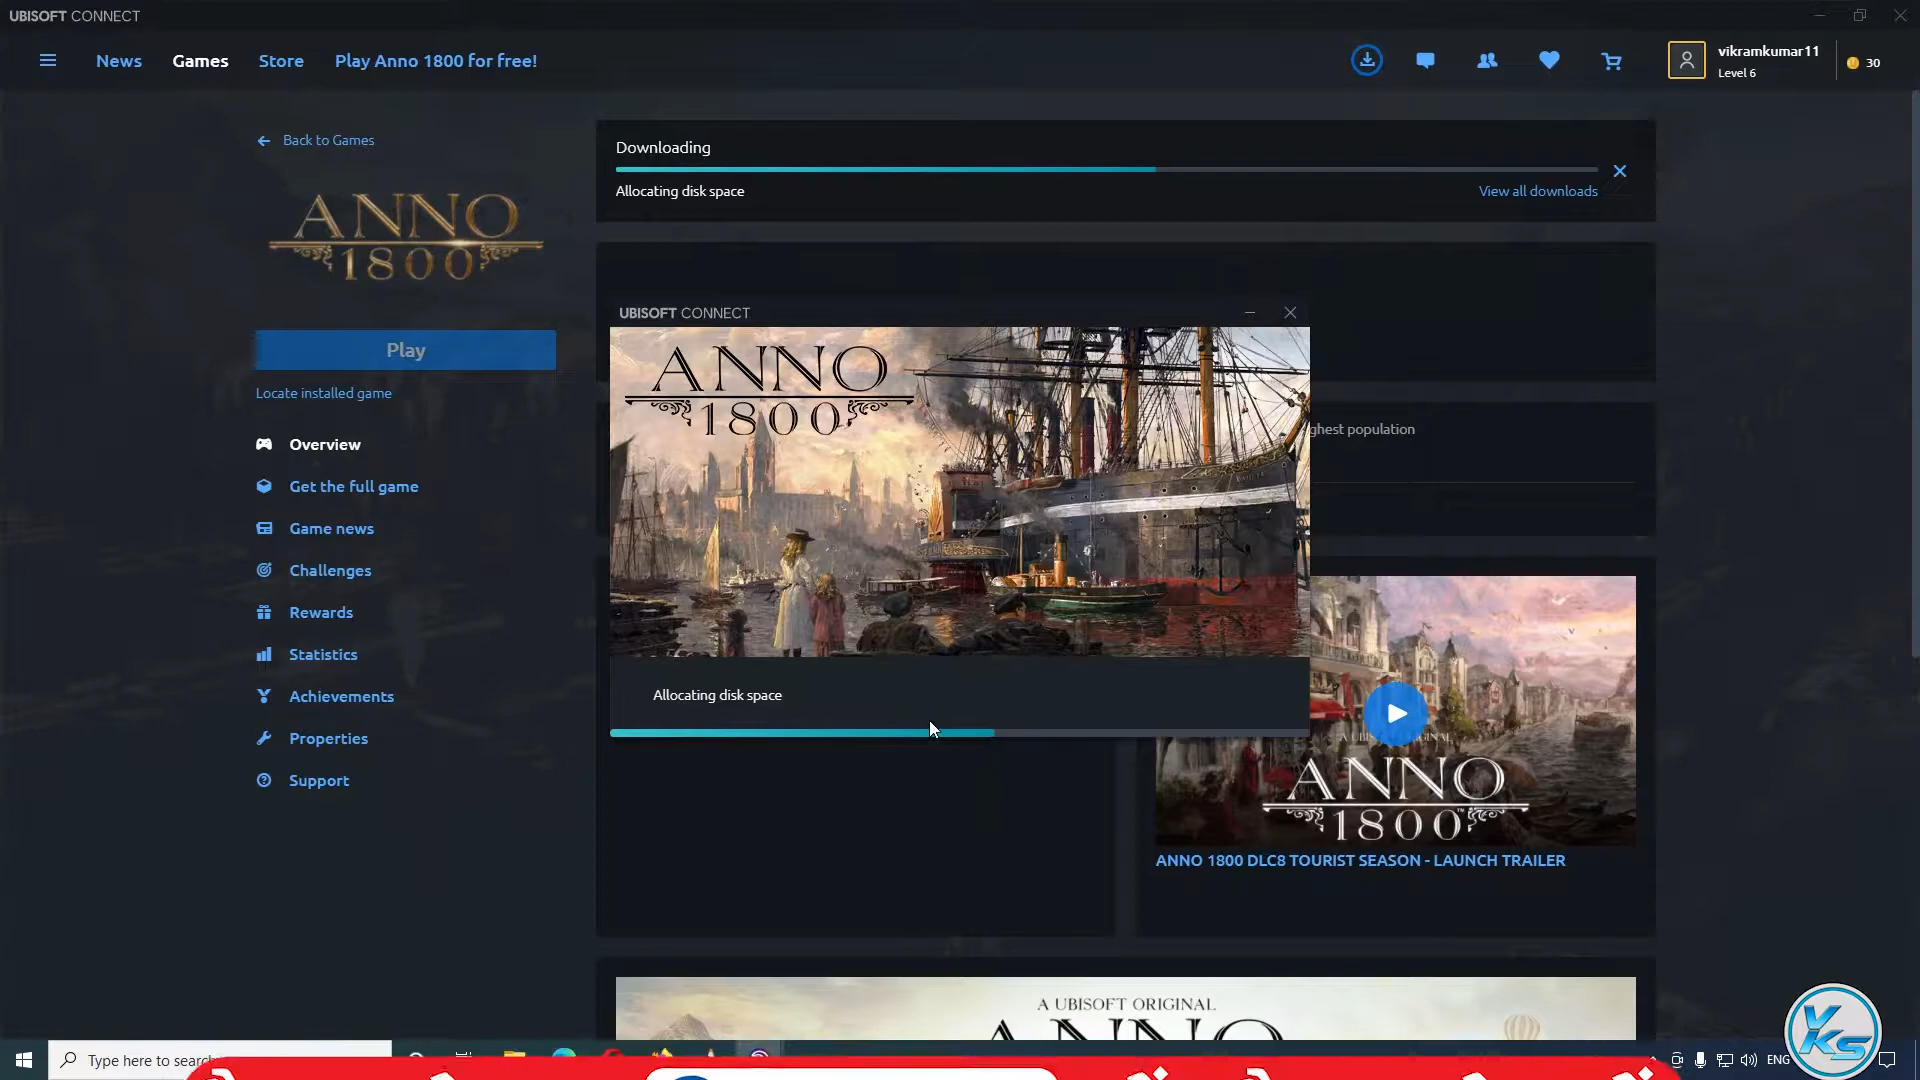 UBISOFT CONNECT
News
Games
Store
Play Anno 1800 for free!
vikramkumar11
Level 6
30
Back to Games
ANNO
1800
Play
Locate installed game
Overview
Get the full game
Game news
Challenges
Rewards
Statistics
Achievements
Properties
Support
Downloading
Allocating disk space
View all downloads
UBISOFT CONNECT
ANNO
1800
ghest population
Allocating disk space
ANNO
1800
ANNO 1800 DLC8 TOURIST SEASON - LAUNCH TRAILER
A UBISOFT ORIGINAL
ANNO
Type here to search
ENG
VKS